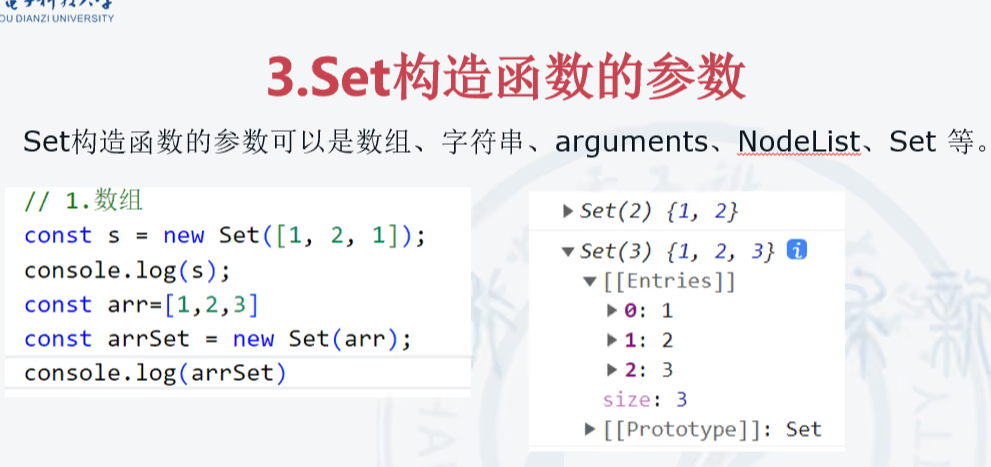 OU DIANZI UNIVERSITY
3.Set构造函数的参数
Set构造函数的参数可以是数组、字符串、arguments、NodeList、Set 等。
// 1.数组
const s = new Set([1, 2, 1]);
console.log(s);
const arr=[1,2,3]
const arrSet = new Set(arr);
console.log(arrSet)
▶Set(2) {1, 2}
▼Set(3) {1, 2, 3} i
▼[[Entries]]
▶0: 1
▶1: 2
▶2: 3
size: 3
▶[[Prototype]]: Set